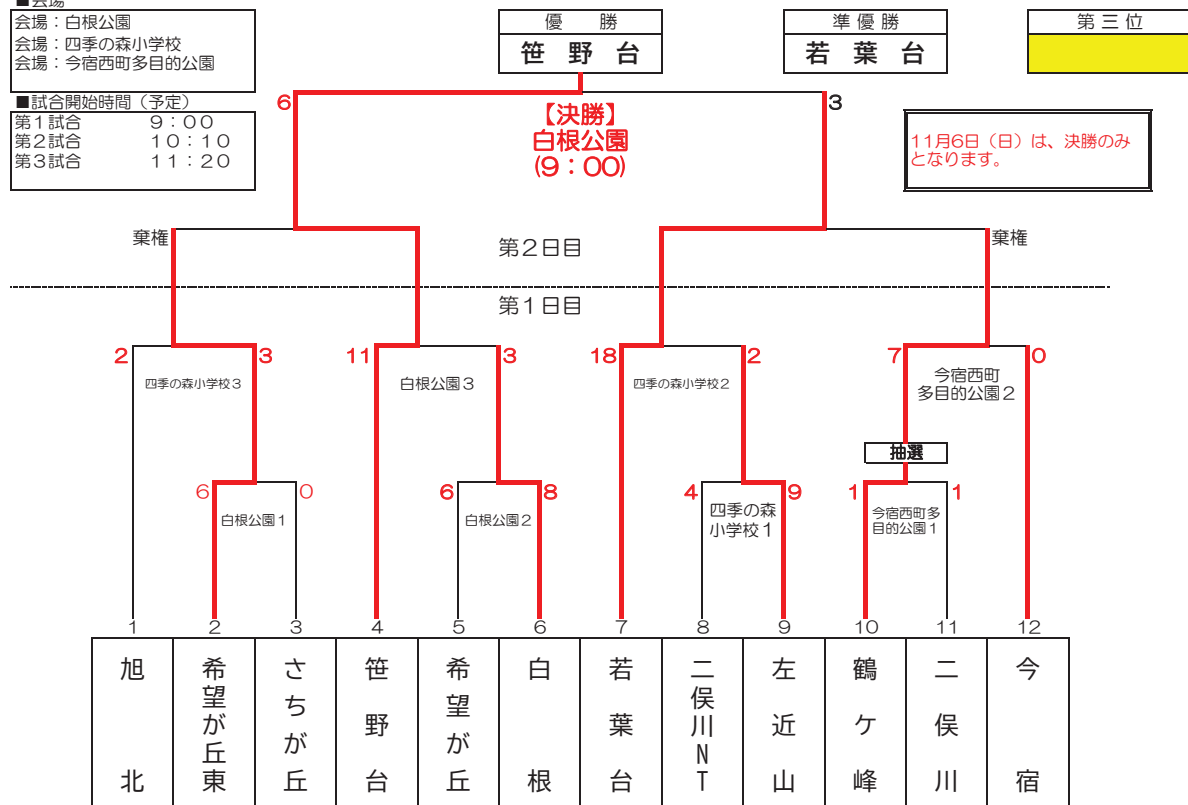 ■会場
会場：白根公園
会場：四季の森小学校
会場：今宿西町多目的公園
優　勝
笹野台
準優勝
若葉台
第三位
■試合開始時間（予定）
第１試合　９：００
第２試合　１０：１０
第３試合　１１：２０
6
【決勝】
白根公園
(9：00)
3
11月6日（日）は、決勝のみ
となります。
棄権
第２日目
棄権
第１日目
2
3
11
3
18
2
7
0
四季の森小学校３
白根公園３
四季の森小学校２
今宿西町
多目的公園２
抽選
6
0
6
8
4
9
1
1
白根公園１
白根公園２
四季の森
小学校１
今宿西町多
目的公園１
1
2
3
4
5
6
7
8
9
10
11
12
旭北
希望が丘東
さちが丘
笹野台
希望が丘
白根
若葉台
二俣川NT
左近山
鶴ケ峰
二俣川
今宿